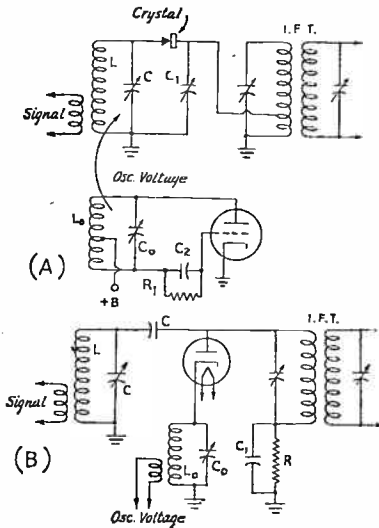 Crystal
I.F.T.
L
C
C1
Signal
Osc. Voltage
Lo
Co
C2
R1
+B
(A)
I.F.T.
C
L
C
Signal
C1
R
Lo
Co
(B)
Osc. Voltage